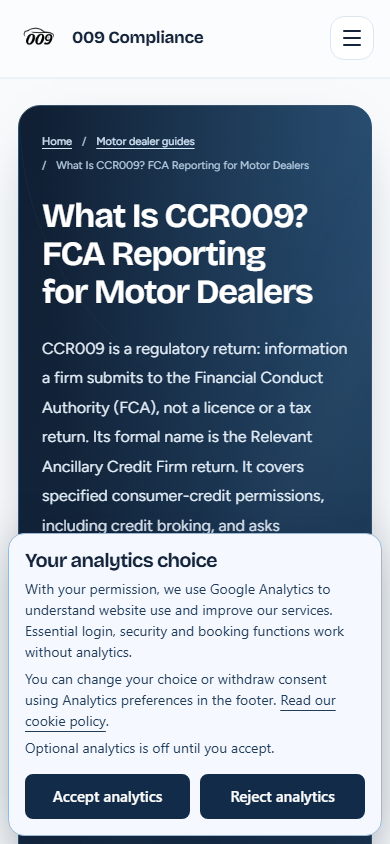 009
009 Compliance
Home / Motor dealer guides
/ What Is CCR009? FCA Reporting for Motor Dealers
What Is CCR009?
FCA Reporting
for Motor Dealers
CCR009 is a regulatory return: information
a firm submits to the Financial Conduct
Authority (FCA), not a licence or a tax
return. Its formal name is the Relevant
Ancillary Credit Firm return. It covers
specified consumer-credit permissions,
including credit broking, and asks
Your analytics choice
With your permission, we use Google Analytics to
understand website use and improve our services.
Essential login, security and booking functions work
without analytics.
You can change your choice or withdraw consent
using Analytics preferences in the footer. Read our
cookie policy.
Optional analytics is off until you accept.
Accept analytics
Reject analytics